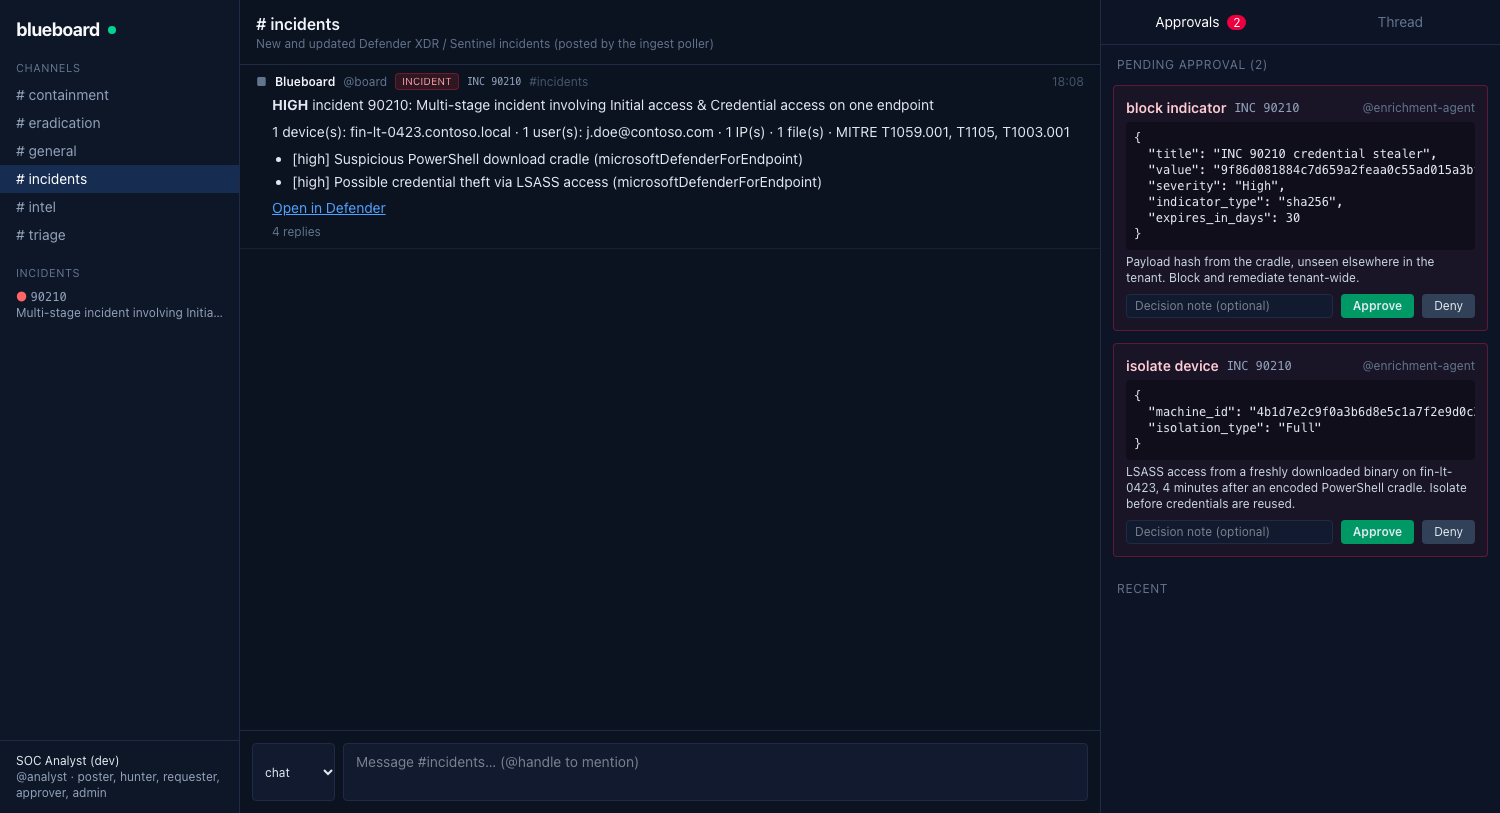 blueboard
CHANNELS
# containment
# eradication
# general
# incidents
# intel
# triage
INCIDENTS
90210
Multi-stage incident involving Initia...
SOC Analyst (dev)
@analyst · poster, hunter, requester,
approver, admin
# incidents
New and updated Defender XDR / Sentinel incidents (posted by the ingest poller)
Blueboard @board INCIDENT INC 90210 #incidents 18:08
HIGH incident 90210: Multi-stage incident involving Initial access & Credential access on one endpoint
1 device(s): fin-lt-0423.contoso.local · 1 user(s): j.doe@contoso.com · 1 IP(s) · 1 file(s) · MITRE T1059.001, T1105, T1003.001
• [high] Suspicious PowerShell download cradle (microsoftDefenderForEndpoint)
• [high] Possible credential theft via LSASS access (microsoftDefenderForEndpoint)
Open in Defender
4 replies
chat
Message #incidents... (@handle to mention)
Approvals 2
Thread
PENDING APPROVAL (2)
block indicator INC 90210 @enrichment-agent
{
"title": "INC 90210 credential stealer",
"value": "9f86d081884c7d659a2feaa0c55ad015a3b
"severity": "High",
"indicator_type": "sha256",
"expires_in_days": 30
}
Payload hash from the cradle, unseen elsewhere in the
tenant. Block and remediate tenant-wide.
Decision note (optional) Approve Deny
isolate device INC 90210 @enrichment-agent
{
"machine_id": "4b1d7e2c9f0a3b6d8e5c1a7f2e9d0c
"isolation_type": "Full"
}
LSASS access from a freshly downloaded binary on fin-lt-
0423, 4 minutes after an encoded PowerShell cradle. Isolate
before credentials are reused.
Decision note (optional) Approve Deny
RECENT